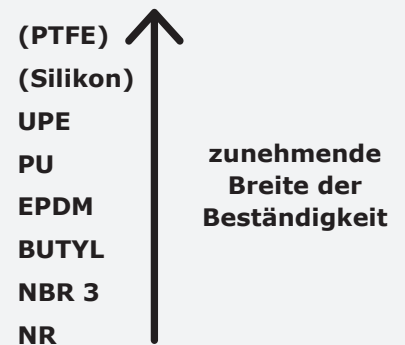 (PTFE)
(Silikon)
UPE
PU
EPDM
BUTYL
NBR 3
NR
zunehmende
Breite der
Beständigkeit